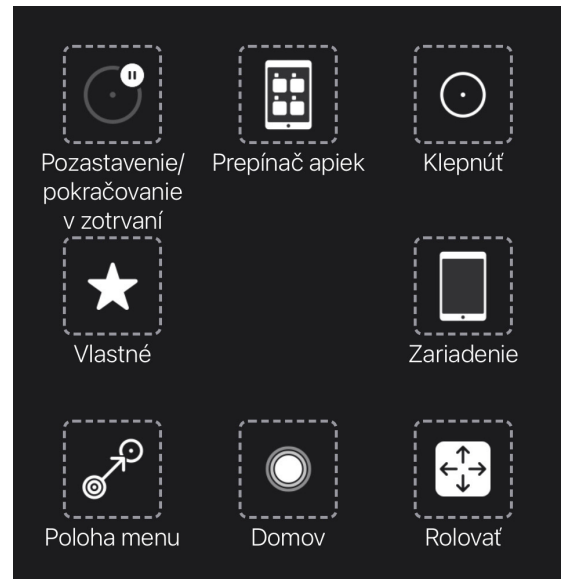 Pozastavenie/
pokračovanie
v zotrvaní
Prepínač apiek
Klepnúť
Vlastné
Zariadenie
Poloha menu
Domov
Rolovať